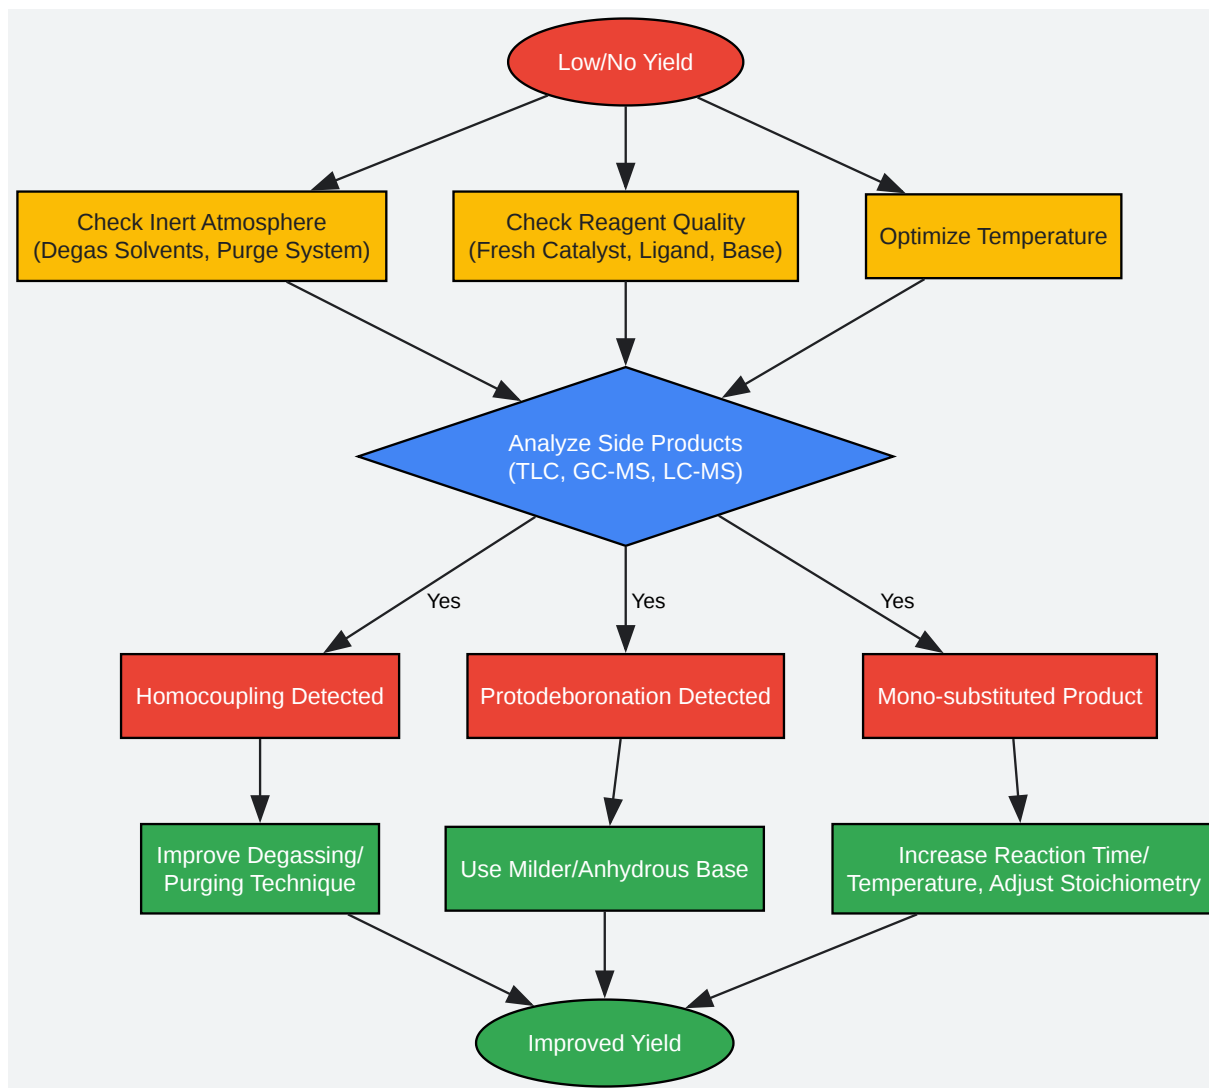 Low/No Yield
Check Inert Atmosphere
(Degas Solvents, Purge System)
Check Reagent Quality
(Fresh Catalyst, Ligand, Base)
Optimize Temperature
Analyze Side Products
(TLC, GC-MS, LC-MS)
Yes
Yes
Yes
Homocoupling Detected
Protodeboronation Detected
Mono-substituted Product
Improve Degassing/
Purging Technique
Use Milder/Anhydrous Base
Increase Reaction Time/
Temperature, Adjust Stoichiometry
Improved Yield